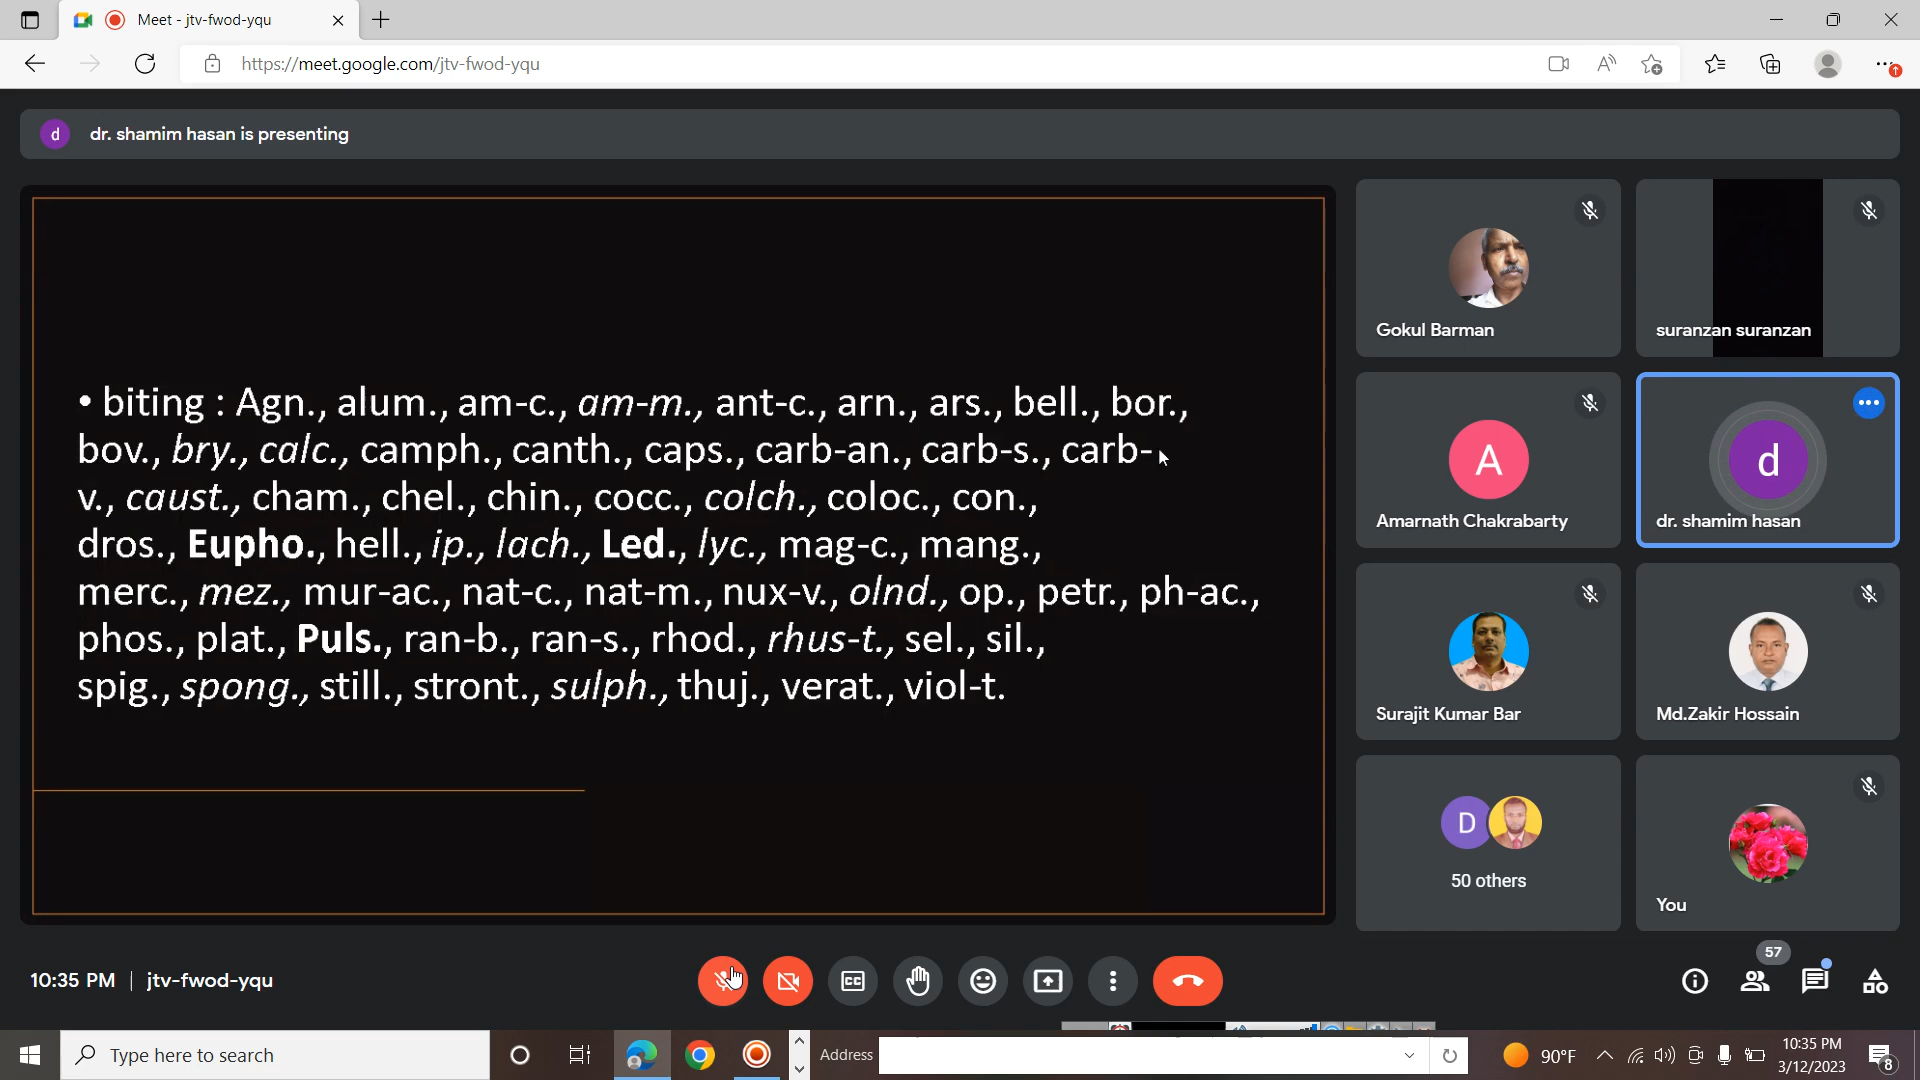 Meet - jtv-fwod-yqu
https://meet.google.com/jtv-fwod-yqu
d dr. shamim hasan is presenting
• biting : Agn., alum., am-c., am-m., ant-c., arn., ars., bell., bor.,
bov., bry., calc., camph., canth., caps., carb-an., carb-s., carb-
v., caust., cham., chel., chin., cocc., colch., coloc., con.,
dros., Eupho., hell., ip., lach., Led., lyc., mag-c., mang.,
merc., mez., mur-ac., nat-c., nat-m., nux-v., olnd., op., petr., ph-ac.,
phos., plat., Puls., ran-b., ran-s., rhod., rhus-t., sel., sil.,
spig., spong., still., stront., sulph., thuj., verat., viol-t.
Gokul Barman
suranzan suranzan
A
Amarnath Chakrabarty
d
dr. shamim hasan
Surajit Kumar Bar
Md.Zakir Hossain
D
50 others
You
10:35 PM | jtv-fwod-yqu
CC
57
Type here to search
Address
90°F
10:35 PM
3/12/2023
8